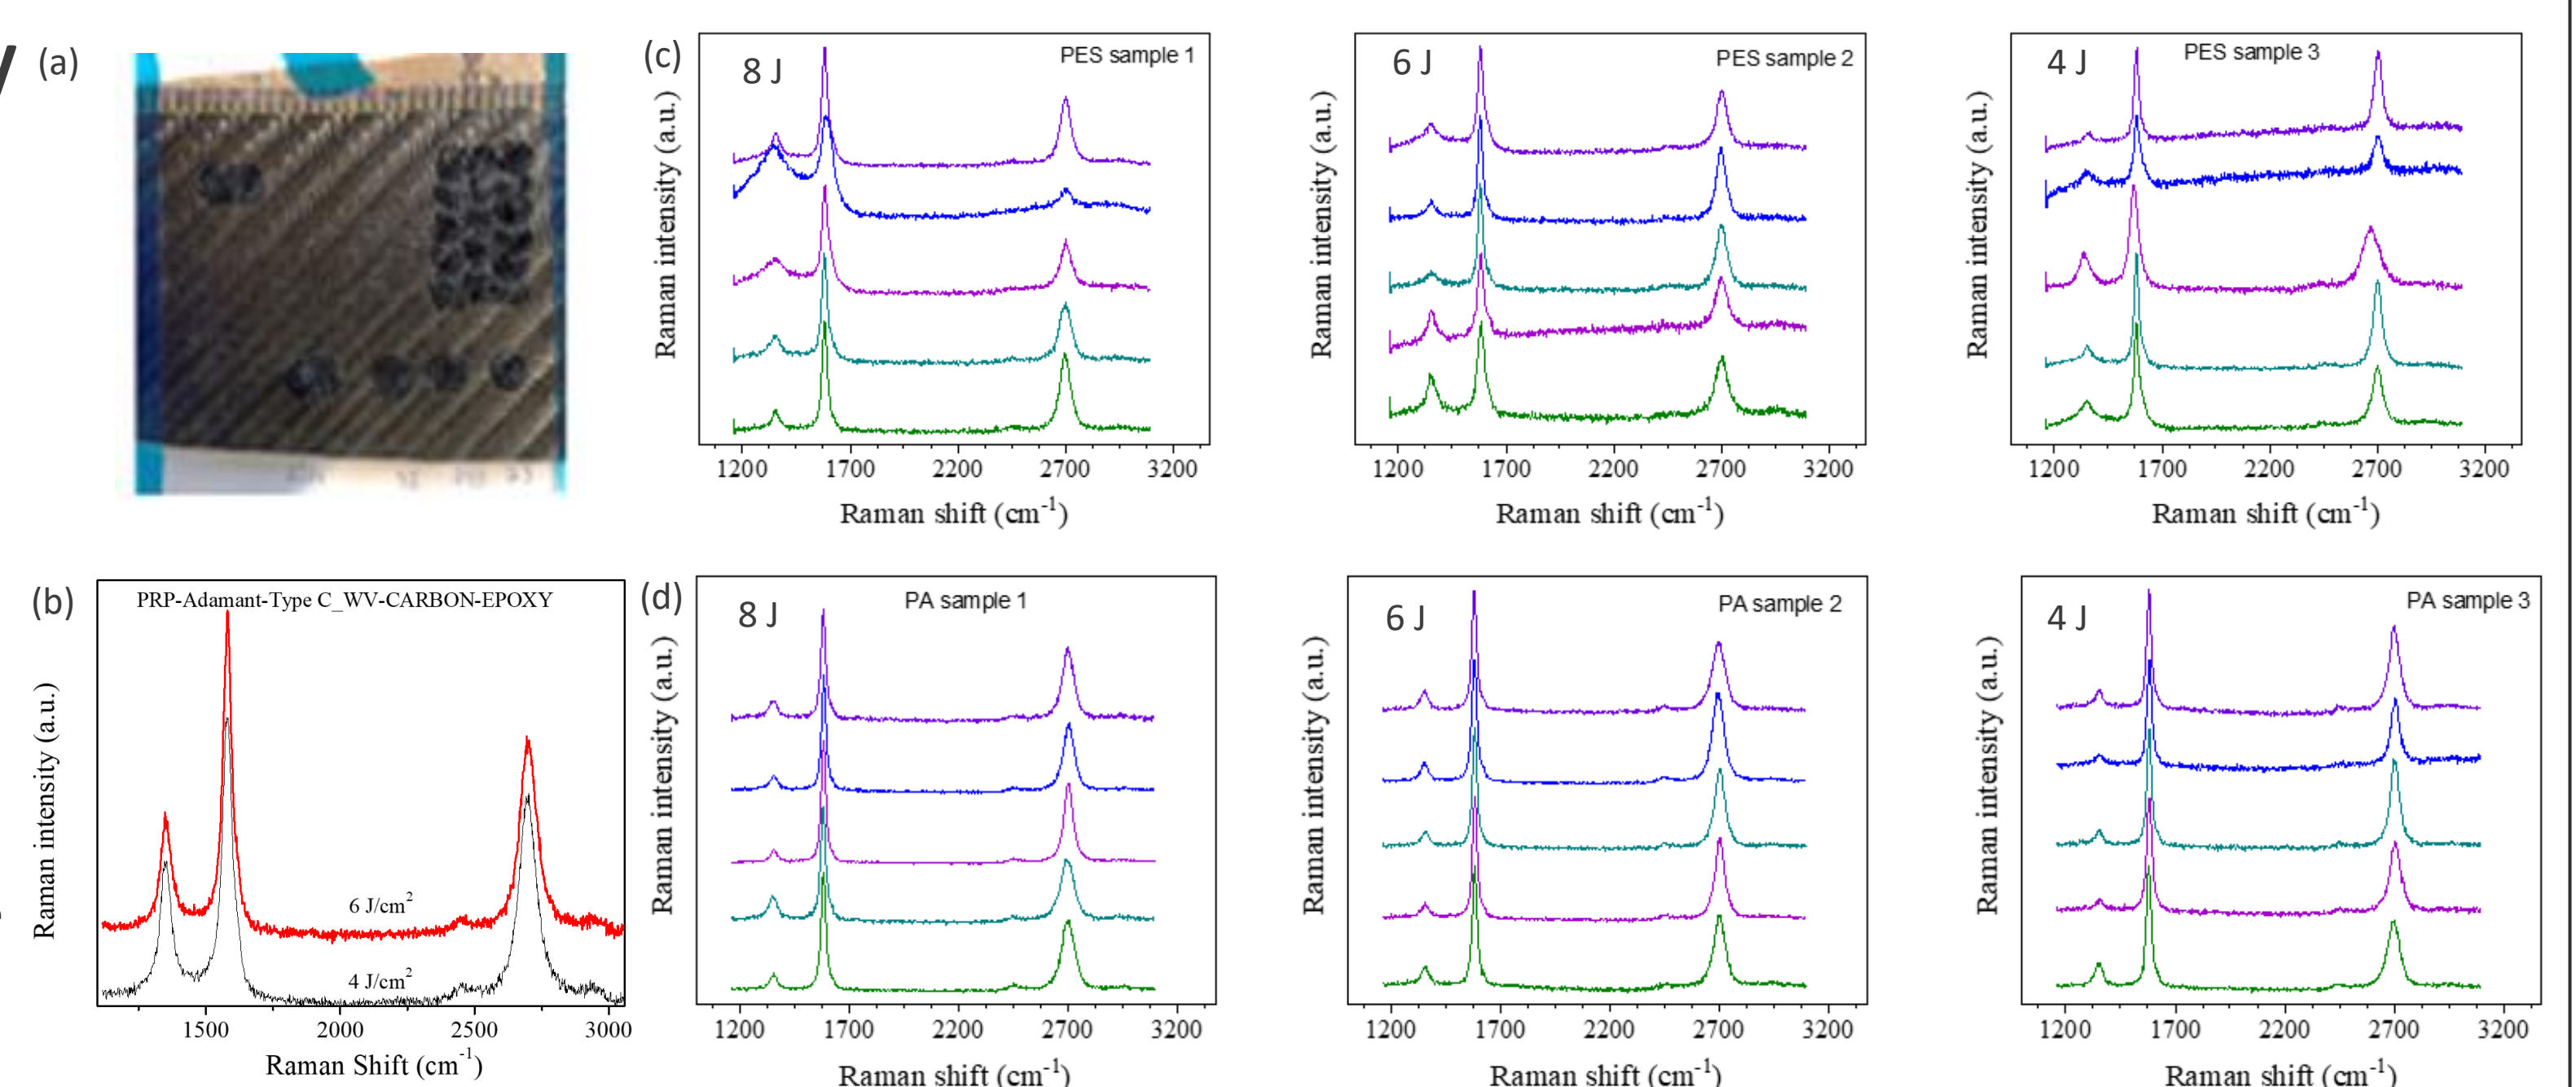 y
(a)
(c)
8 J
PES sample 1
Raman intensity (a.u.)
1200 1700 2200 2700 3200
Raman shift (cm⁻¹)
6 J
PES sample 2
Raman intensity (a.u.)
1200 1700 2200 2700 3200
Raman shift (cm⁻¹)
4 J
PES sample 3
Raman intensity (a.u.)
1200 1700 2200 2700 3200
Raman shift (cm⁻¹)
(b)
PRP-Adamant-Type C_WV-CARBON-EPOXY
6 J/cm²
4 J/cm²
Raman intensity (a.u.)
1500 2000 2500 3000
Raman Shift (cm⁻¹)
(d)
8 J
PA sample 1
Raman intensity (a.u.)
1200 1700 2200 2700 3200
Raman shift (cm⁻¹)
6 J
PA sample 2
Raman intensity (a.u.)
1200 1700 2200 2700 3200
Raman shift (cm⁻¹)
4 J
PA sample 3
Raman intensity (a.u.)
1200 1700 2200 2700 3200
Raman shift (cm⁻¹)